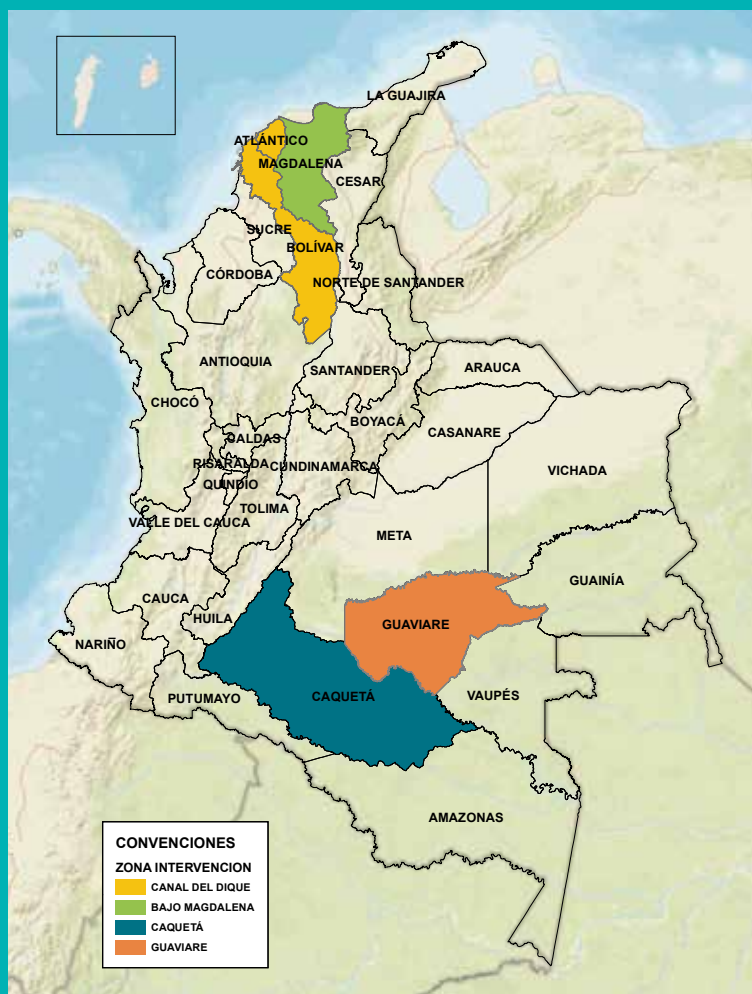 LA GUAJIRA
ATLÁNTICO
MAGDALENA
CESAR
SUCRE
BOLÍVAR
CÓRDOBA
NORTE DE SANTANDER
ANTIOQUIA
SANTANDER
ARAUCA
CHOCÓ
BOYACÁ
CASANARE
CALDAS
RISARALDA
CUNDINAMARCA
VICHADA
QUINDÍO
TOLIMA
VALLE DEL CAUCA
META
GUAINÍA
CAUCA
HUILA
GUAVIARE
NARIÑO
PUTUMAYO
CAQUETÁ
VAUPÉS
AMAZONAS
CONVENCIONES
ZONA INTERVENCION
CANAL DEL DIQUE
BAJO MAGDALENA
CAQUETÁ
GUAVIARE